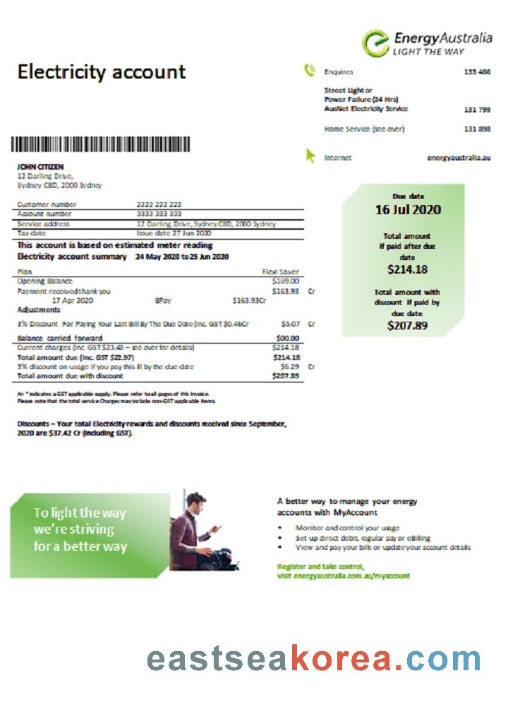 EnergyAustralia
LIGHT THE WAY
Electricity account
Enquires 133 466
Street Light or
Power Failure (24 Hrs)
AusNet Electricity Service 131 799
Home Service (see over) 131 898
Internet energyaustralia.au
JOHN CITIZEN
12 Darling Drive,
Sydney CBD, 2000 Sydney
Customer number 2222 222 222
Account number 3333 333 333
Service address 12 Darling Drive, Sydney CBD, 2000 Sydney
Tax date Issue date 27 Jun 2020
This account is based on estimated meter reading
Electricity account summary 24 May 2020 to 25 Jun 2020
Plan Flexi Saver
Opening Balance $169.00
Payment received thank you $163.93 Cr
17 Apr 2020 BPay $163.93Cr
Adjustments
3% Discount For Paying Your Last Bill By The Due Date (inc. GST $0.46Cr $5.07 Cr
Balance carried forward $00.00
Current charges (inc. GST $23.43 – see over for details) $214.18
Total amount due (inc. GST $22.97) $214.18
3% discount on usage if you pay this ill by the due date $6.29 Cr
Total amount due with discount $207.89
An * indicates a GST applicable supply. Please refer to all pages of this invoice.
Please note that the total service Charges may include non-GST applicable items.
Discounts – Your total Electricity rewards and discounts received since September,
2020 are $37.42 Cr (including GST).
Due date
16 Jul 2020
Total amount
if paid after due
date
$214.18
Total amount with
discount if paid by
due date
$207.89
To light the way
we're striving
for a better way
A better way to manage your energy
accounts with MyAccount
• Monitor and control your usage
• Set up direct debit, regular pay or eBilling
• View and pay your bills or update your account details
Register and take control,
visit energyaustralia.com.au/myaccount
eastseakorea.com